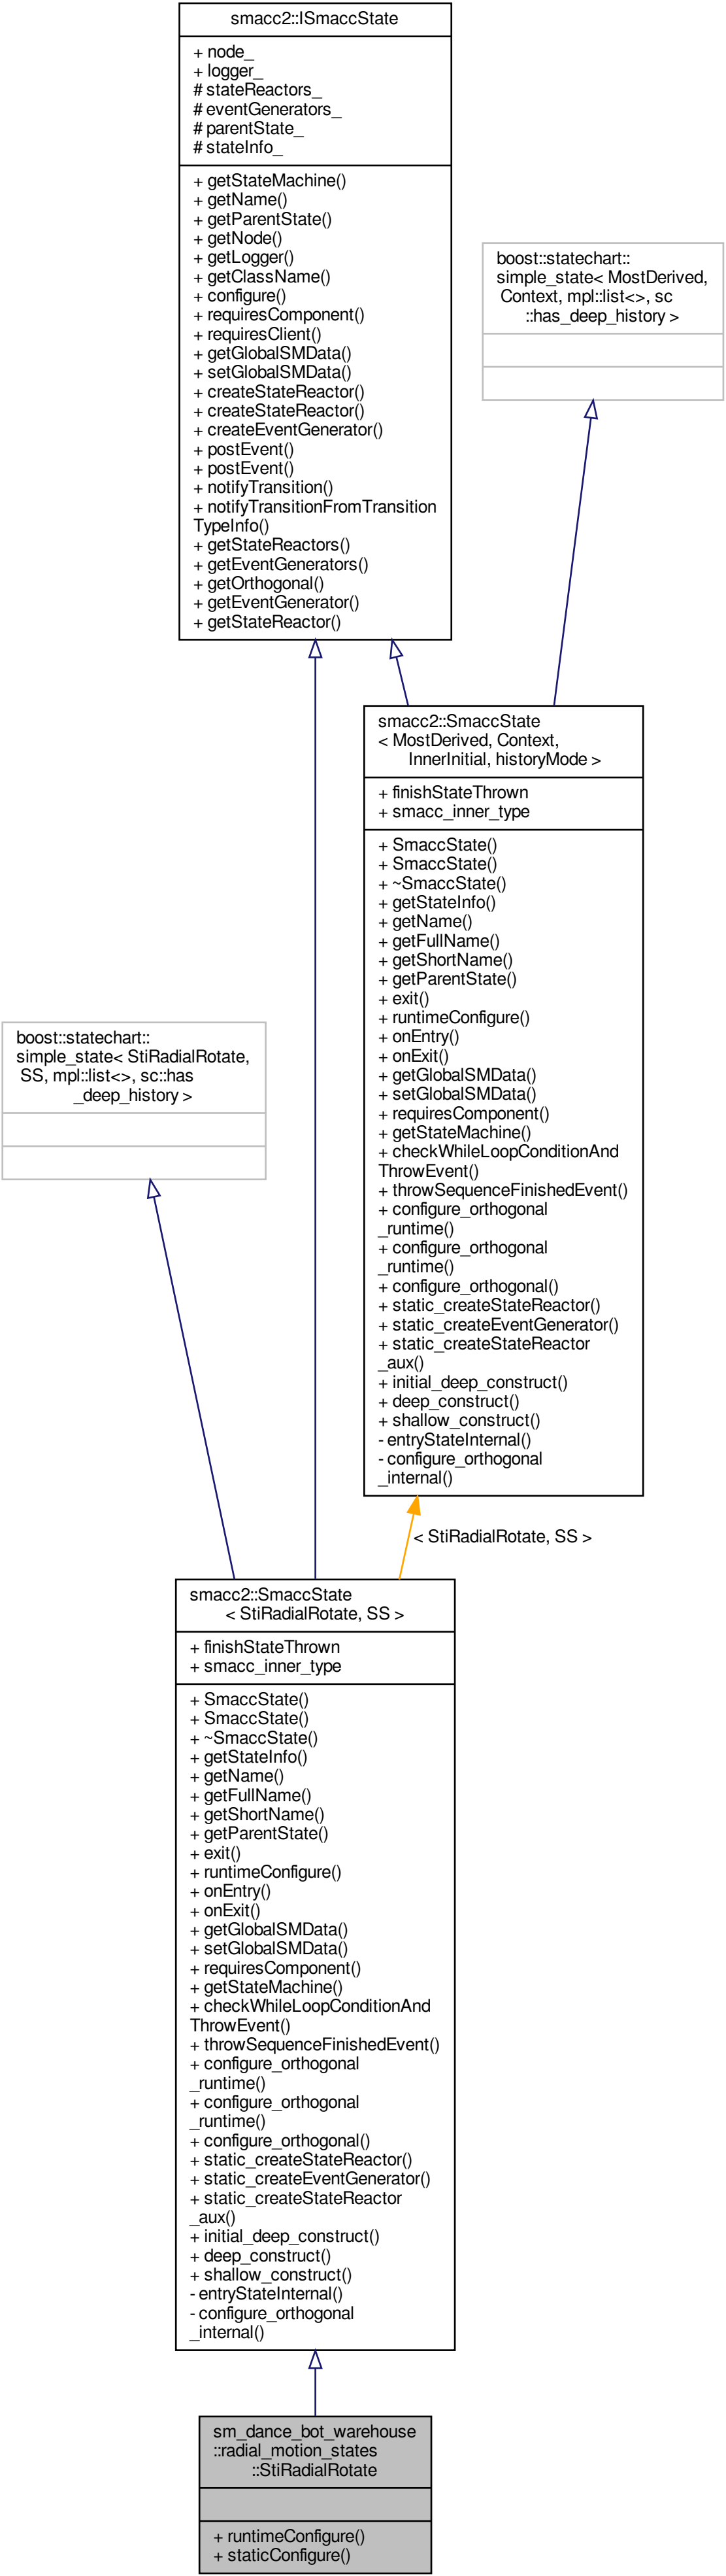 smacc2::ISmaccState
+ node_
+ logger_
# stateReactors_
# eventGenerators_
# parentState_
# stateInfo_
+ getStateMachine()
+ getName()
+ getParentState()
+ getNode()
+ getLogger()
+ getClassName()
+ configure()
+ requiresComponent()
+ requiresClient()
+ getGlobalSMData()
+ setGlobalSMData()
+ createStateReactor()
+ createStateReactor()
+ createEventGenerator()
+ postEvent()
+ postEvent()
+ notifyTransition()
+ notifyTransitionFromTransition
TypeInfo()
+ getStateReactors()
+ getEventGenerators()
+ getOrthogonal()
+ getEventGenerator()
+ getStateReactor()
boost::statechart::
simple_state< MostDerived,
Context, mpl::list<>, sc
::has_deep_history >
smacc2::SmaccState
< MostDerived, Context,
InnerInitial, historyMode >
+ finishStateThrown
+ smacc_inner_type
+ SmaccState()
+ SmaccState()
+ ~SmaccState()
+ getStateInfo()
+ getName()
+ getFullName()
+ getShortName()
+ getParentState()
+ exit()
+ runtimeConfigure()
+ onEntry()
+ onExit()
+ getGlobalSMData()
+ setGlobalSMData()
+ requiresComponent()
+ getStateMachine()
+ checkWhileLoopConditionAnd
ThrowEvent()
+ throwSequenceFinishedEvent()
+ configure_orthogonal
_runtime()
+ configure_orthogonal
_runtime()
+ configure_orthogonal()
+ static_createStateReactor()
+ static_createEventGenerator()
+ static_createStateReactor
_aux()
+ initial_deep_construct()
+ deep_construct()
+ shallow_construct()
- entryStateInternal()
- configure_orthogonal
_internal()
boost::statechart::
simple_state< StiRadialRotate,
SS, mpl::list<>, sc::has
_deep_history >
< StiRadialRotate, SS >
smacc2::SmaccState
< StiRadialRotate, SS >
+ finishStateThrown
+ smacc_inner_type
+ SmaccState()
+ SmaccState()
+ ~SmaccState()
+ getStateInfo()
+ getName()
+ getFullName()
+ getShortName()
+ getParentState()
+ exit()
+ runtimeConfigure()
+ onEntry()
+ onExit()
+ getGlobalSMData()
+ setGlobalSMData()
+ requiresComponent()
+ getStateMachine()
+ checkWhileLoopConditionAnd
ThrowEvent()
+ throwSequenceFinishedEvent()
+ configure_orthogonal
_runtime()
+ configure_orthogonal
_runtime()
+ configure_orthogonal()
+ static_createStateReactor()
+ static_createEventGenerator()
+ static_createStateReactor
_aux()
+ initial_deep_construct()
+ deep_construct()
+ shallow_construct()
- entryStateInternal()
- configure_orthogonal
_internal()
sm_dance_bot_warehouse
::radial_motion_states
::StiRadialRotate
+ runtimeConfigure()
+ staticConfigure()